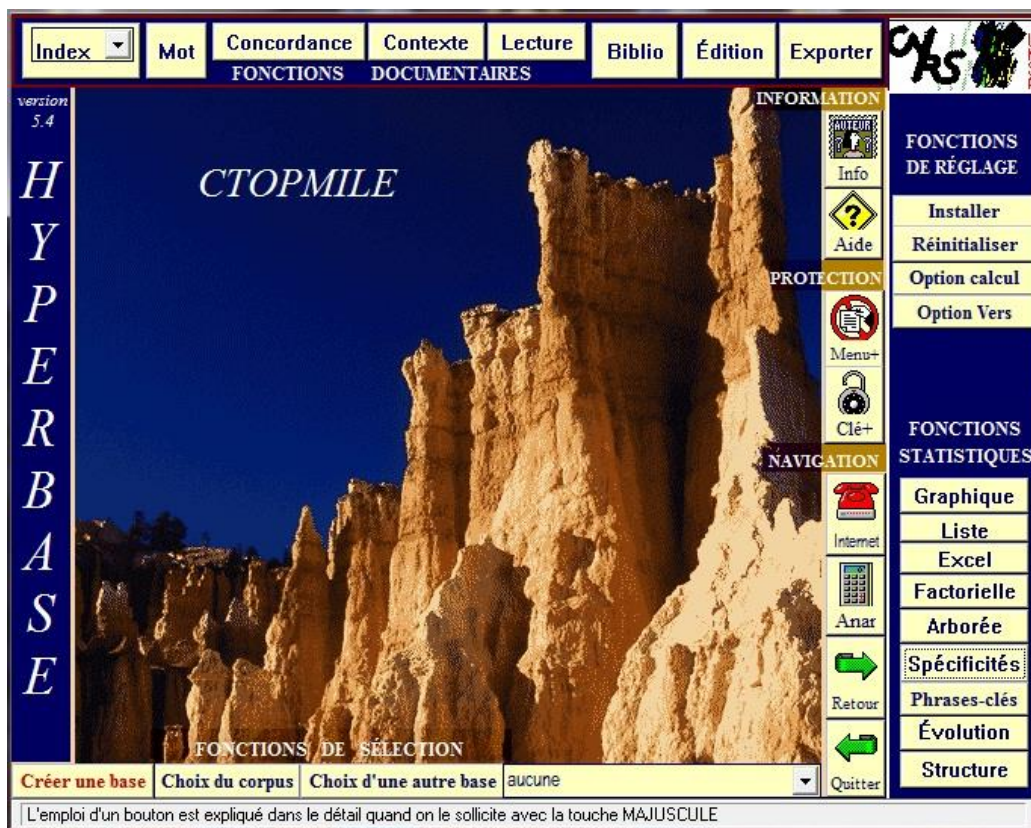 Index
Mot
Concordance
Contexte
Lecture
FONCTIONS DOCUMENTAIRES
Biblio
Édition
Exporter
CNRS
version
5.4
HYPERBASE
CTOPMILE
INFORMATION
AUTEUR
Info
Aide
PROTECTION
Menu+
Clé+
NAVIGATION
Internet
Anar
Retour
Quitter
FONCTIONS
DE RÉGLAGE
Installer
Réinitialiser
Option calcul
Option Vers
FONCTIONS
STATISTIQUES
Graphique
Liste
Excel
Factorielle
Arborée
Spécificités
Phrases-clés
Évolution
Structure
FONCTIONS DE SÉLECTION
Créer une base
Choix du corpus
Choix d'une autre base
aucune
L'emploi d'un bouton est expliqué dans le détail quand on le sollicite avec la touche MAJUSCULE